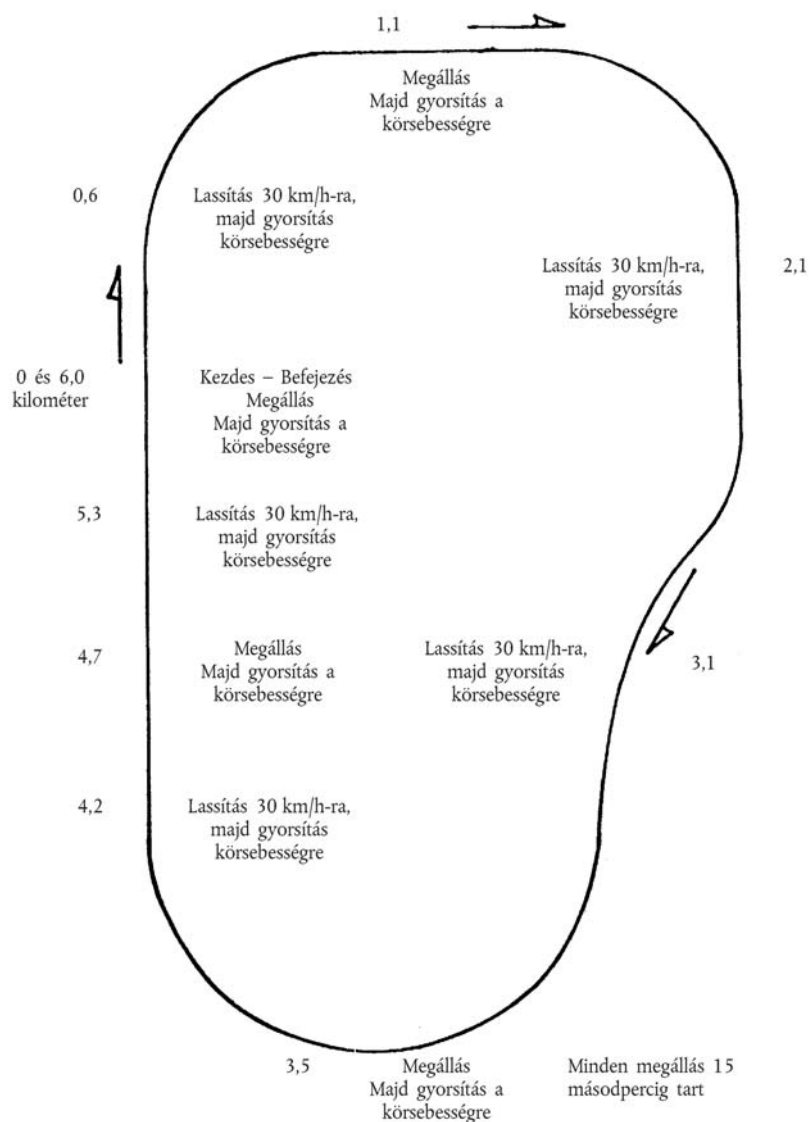 1,1
Megállás
Majd gyorsítás a
körsebességre
0,6
Lassítás 30 km/h-ra,
majd gyorsítás
körsebességre
Lassítás 30 km/h-ra,
majd gyorsítás
körsebességre
2,1
0 és 6,0
kilométer
Kezdes – Befejezés
Megállás
Majd gyorsítás a
körsebességre
5,3
Lassítás 30 km/h-ra,
majd gyorsítás
körsebességre
4,7
Megállás
Majd gyorsítás a
körsebességre
Lassítás 30 km/h-ra,
majd gyorsítás
körsebességre
3,1
4,2
Lassítás 30 km/h-ra,
majd gyorsítás
körsebességre
3,5
Megállás
Majd gyorsítás a
körsebességre
Minden megállás 15
másodpercig tart